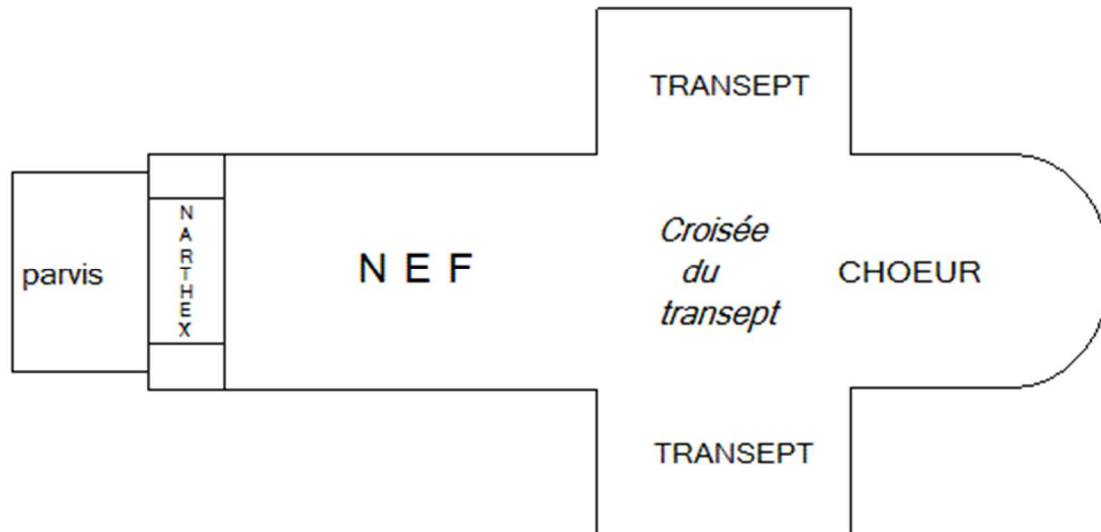 TRANSEPT
parvis
NARTHEX
N E F
Croisée
du
transept
CHOEUR
TRANSEPT